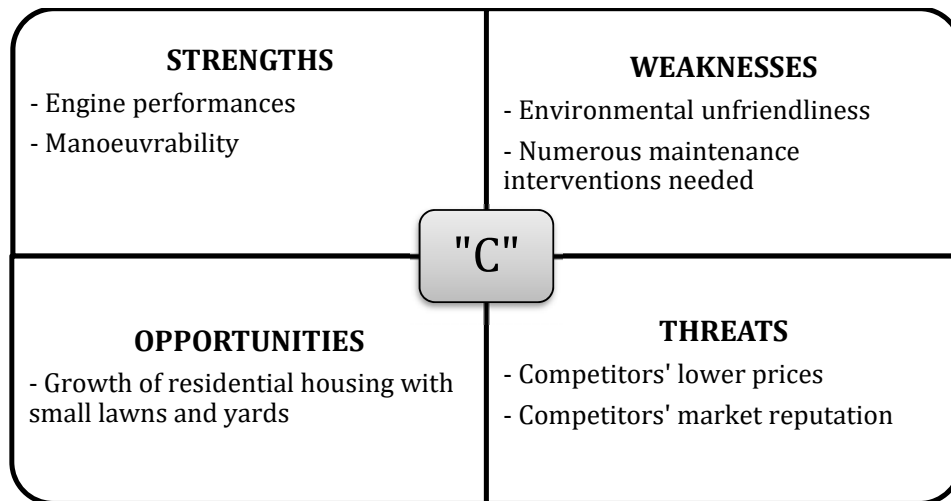 STRENGTHS
- Engine performances
- Manoeuvrability
WEAKNESSES
- Environmental unfriendliness
- Numerous maintenance
interventions needed
"C"
OPPORTUNITIES
- Growth of residential housing with
small lawns and yards
THREATS
- Competitors' lower prices
- Competitors' market reputation